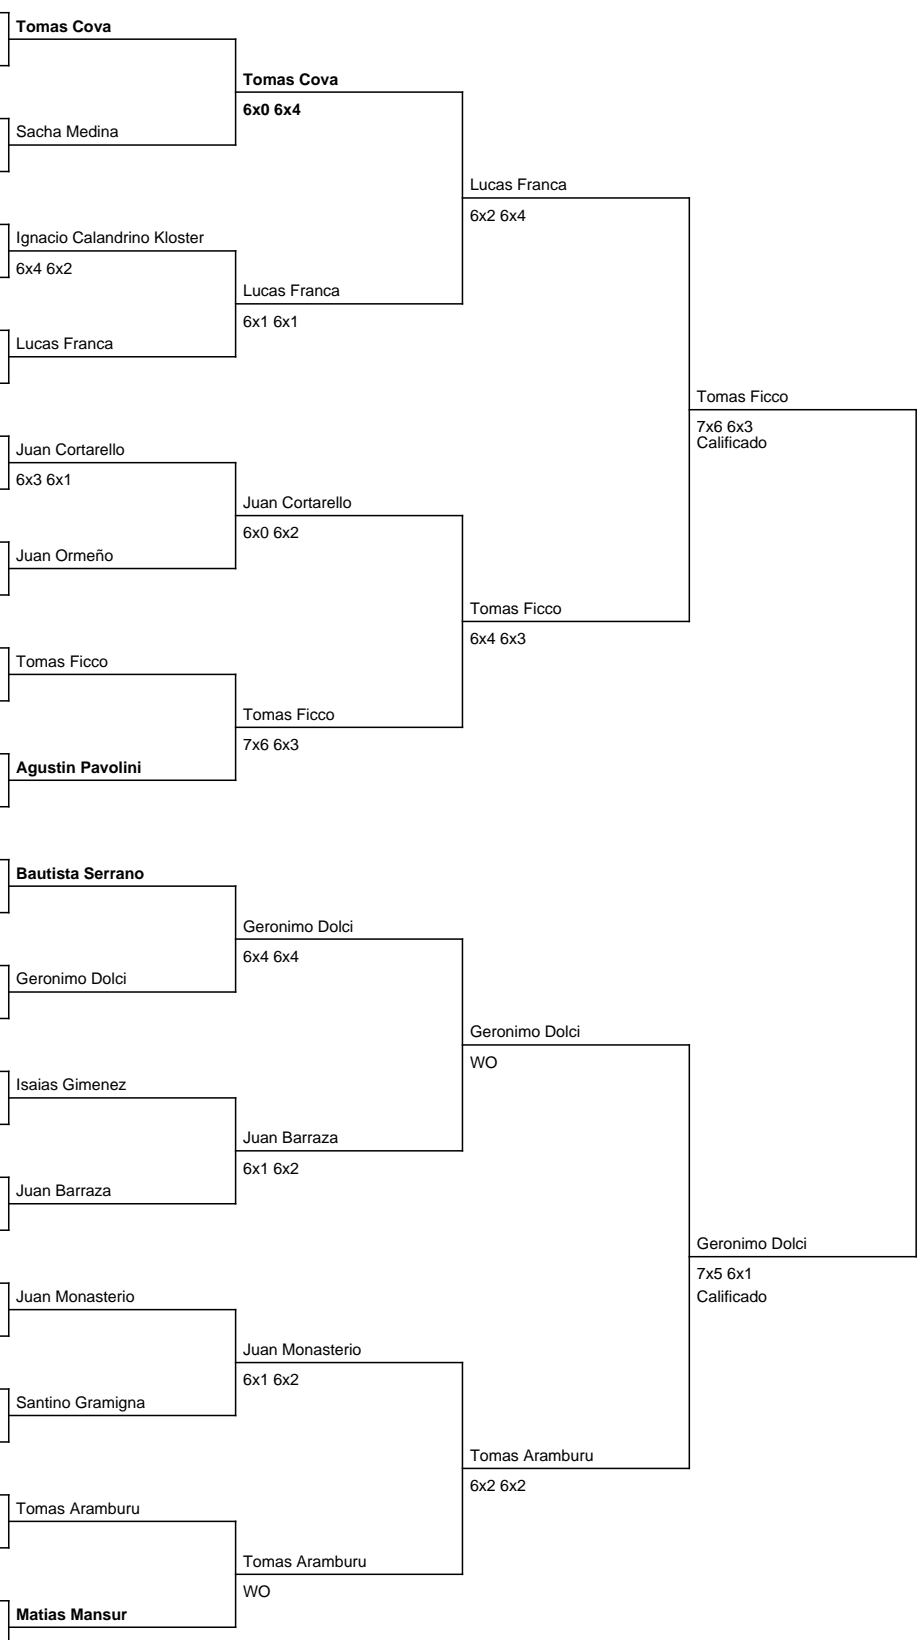 Tomas Cova
Tomas Cova
6x0 6x4
Sacha Medina
Lucas Franca
6x2 6x4
Ignacio Calandrino Kloster
6x4 6x2
Lucas Franca
6x1 6x1
Lucas Franca
Tomas Ficco
7x6 6x3
Calificado
Juan Cortarello
6x3 6x1
Juan Cortarello
6x0 6x2
Juan Ormeño
Tomas Ficco
6x4 6x3
Tomas Ficco
Tomas Ficco
7x6 6x3
Agustin Pavolini
Bautista Serrano
Geronimo Dolci
6x4 6x4
Geronimo Dolci
Geronimo Dolci
WO
Isaias Gimenez
Juan Barraza
6x1 6x2
Juan Barraza
Geronimo Dolci
7x5 6x1
Calificado
Juan Monasterio
Juan Monasterio
6x1 6x2
Santino Gramigna
Tomas Aramburu
6x2 6x2
Tomas Aramburu
Tomas Aramburu
WO
Matias Mansur